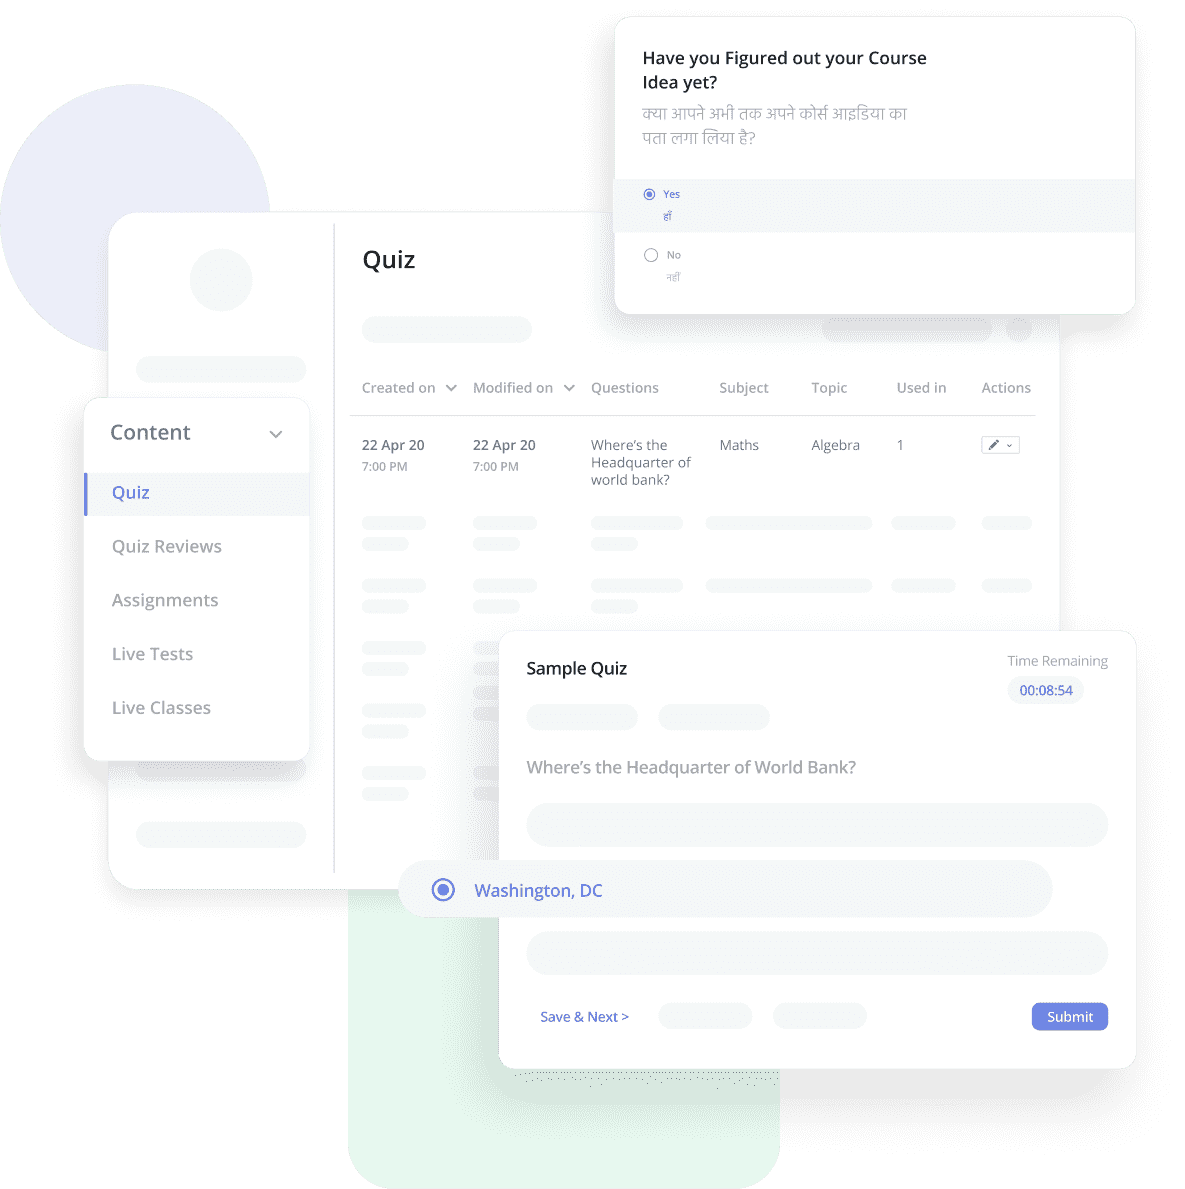 Have you Figured out your Course
Idea yet?
क्या आपने अभी तक अपने कोर्स आइडिया का
पता लगा लिया है?
Yes
हाँ
No
नहीं
Quiz
Created on Modified on Questions Subject Topic Used in Actions
22 Apr 20
7:00 PM
22 Apr 20
7:00 PM
Where's the
Headquarter of
world bank?
Maths
Algebra
1
Content
Quiz
Quiz Reviews
Assignments
Live Tests
Live Classes
Sample Quiz
Time Remaining
00:08:54
Where's the Headquarter of World Bank?
Washington, DC
Save & Next >
Submit